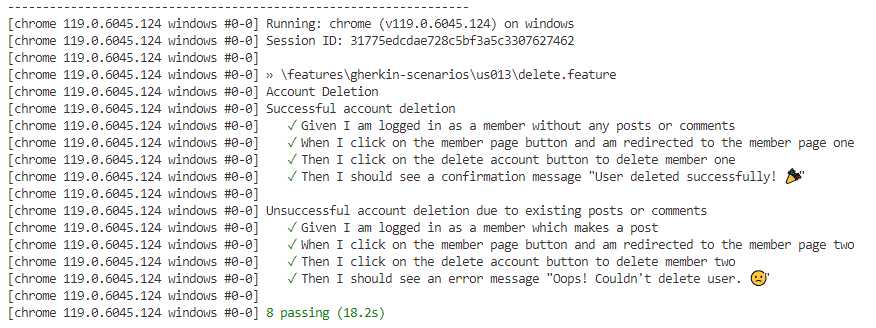 ------------------------------------------------------------------
[chrome 119.0.6045.124 windows #0-0] Running: chrome (v119.0.6045.124) on windows
[chrome 119.0.6045.124 windows #0-0] Session ID: 31775edcdae728c5bf3a5c3307627462
[chrome 119.0.6045.124 windows #0-0]
[chrome 119.0.6045.124 windows #0-0] » \features\gherkin-scenarios\us013\delete.feature
[chrome 119.0.6045.124 windows #0-0] Account Deletion
[chrome 119.0.6045.124 windows #0-0] Successful account deletion
[chrome 119.0.6045.124 windows #0-0]    ✓ Given I am logged in as a member without any posts or comments
[chrome 119.0.6045.124 windows #0-0]    ✓ When I click on the member page button and am redirected to the member page one
[chrome 119.0.6045.124 windows #0-0]    ✓ Then I click on the delete account button to delete member one
[chrome 119.0.6045.124 windows #0-0]    ✓ Then I should see a confirmation message "User deleted successfully! 🎉"
[chrome 119.0.6045.124 windows #0-0]
[chrome 119.0.6045.124 windows #0-0] Unsuccessful account deletion due to existing posts or comments
[chrome 119.0.6045.124 windows #0-0]    ✓ Given I am logged in as a member which makes a post
[chrome 119.0.6045.124 windows #0-0]    ✓ When I click on the member page button and am redirected to the member page two
[chrome 119.0.6045.124 windows #0-0]    ✓ Then I click on the delete account button to delete member two
[chrome 119.0.6045.124 windows #0-0]    ✓ Then I should see an error message "Oops! Couldn't delete user. 🙁"
[chrome 119.0.6045.124 windows #0-0]
[chrome 119.0.6045.124 windows #0-0] 8 passing (18.2s)